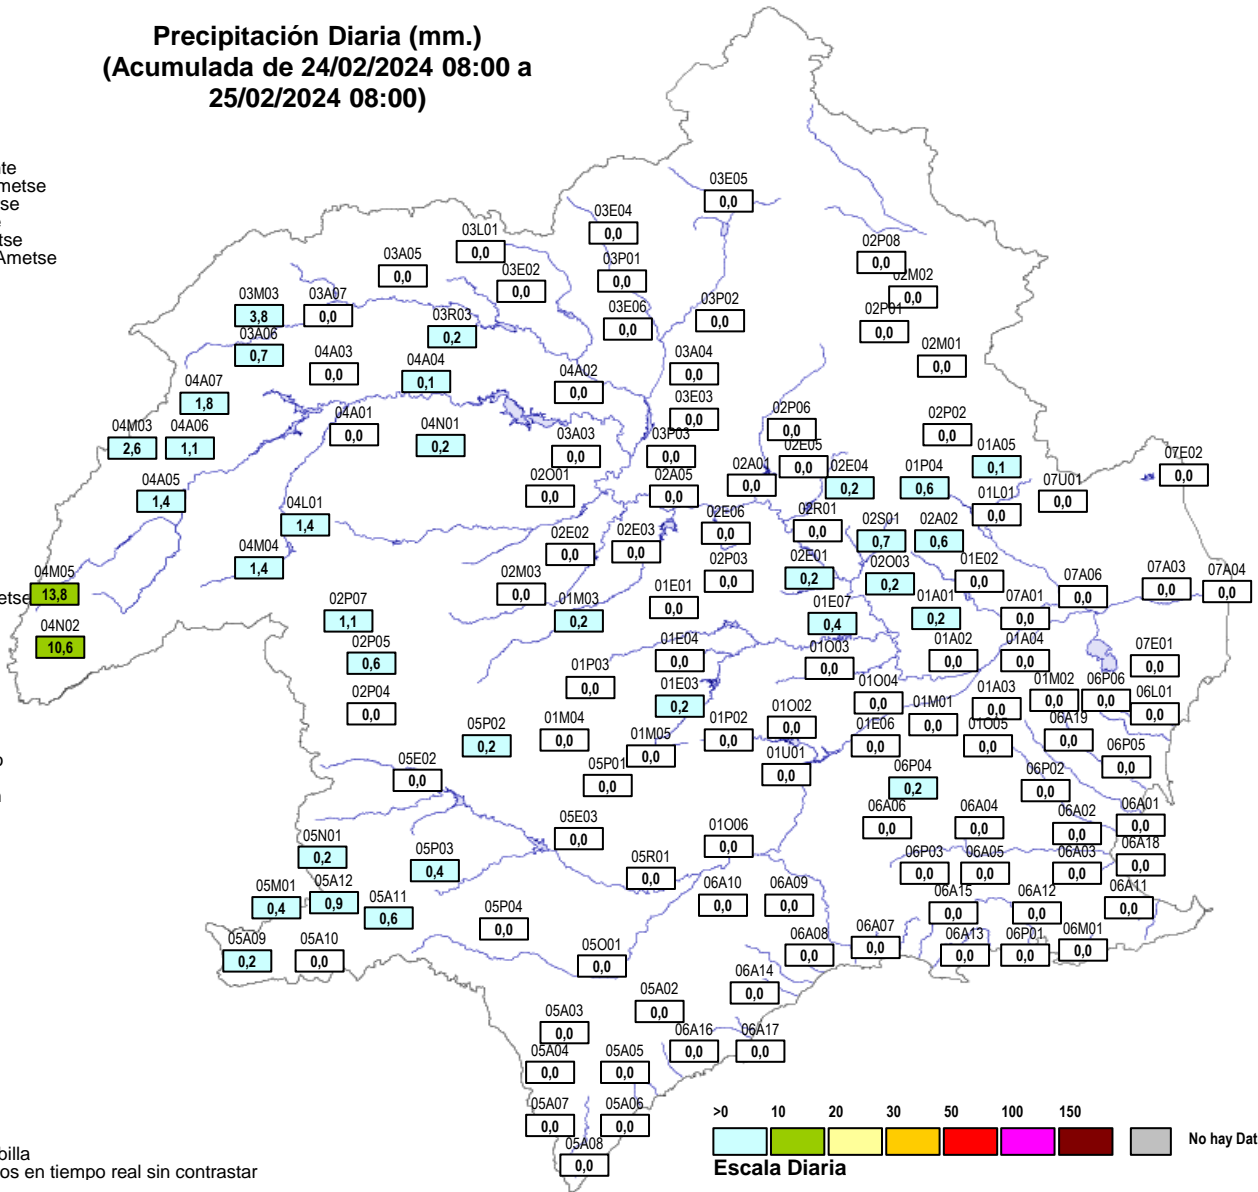 Precipitación Diaria (mm.)
(Acumulada de 24/02/2024 08:00 a
25/02/2024 08:00)
03E05
0,0
03E04
0,0
03L01
0,0
03A05
0,0
03P01
0,0
03E02
0,0
02P08
0,0
02M02
0,0
03M03
3,8
03A07
0,0
03R03
0,2
03E06
0,0
03P02
0,0
02P01
0,0
03A06
0,7
04A03
0,0
04A04
0,1
04A02
0,0
03A04
0,0
02M01
0,0
04A07
1,8
03E03
0,0
04M03
2,6
04A06
1,1
04A01
0,0
04N01
0,2
03A03
0,0
03P03
0,0
02P06
0,0
02P02
0,0
02E05
0,0
01A05
0,1
07E02
0,0
04A05
1,4
02O01
0,0
02A05
0,0
02A01
0,0
02E04
0,2
01P04
0,6
07U01
0,0
01L01
0,0
04L01
1,4
02E06
0,0
02R01
0,0
02S01
0,7
02A02
0,6
04M04
1,4
02E02
0,0
02E03
0,0
02P03
0,0
02E01
0,2
02O03
0,2
01E02
0,0
04M05
13,8
02M03
0,0
01M03
0,2
01E01
0,0
07A06
0,0
07A03
0,0
07A04
0,0
04N02
10,6
02P07
1,1
01E07
0,4
01A01
0,2
07A01
0,0
02P05
0,6
01P03
0,0
01E04
0,0
01O03
0,0
01A02
0,0
01A04
0,0
07E01
0,0
02P04
0,0
01E03
0,2
01O04
0,0
01M02
0,0
06P06
0,0
06L01
0,0
01A03
0,0
05P02
0,2
01M04
0,0
01M05
0,0
01P02
0,0
01O02
0,0
01E06
0,0
01M01
0,0
01O05
0,0
06A19
0,0
05E02
0,0
05P01
0,0
01U01
0,0
06P04
0,2
06P02
0,0
06P05
0,0
05E03
0,0
01O06
0,0
06A06
0,0
06A04
0,0
06A02
0,0
06A01
0,0
05N01
0,2
05P03
0,4
05R01
0,0
06P03
0,0
06A05
0,0
06A03
0,0
06A18
0,0
05M01
0,4
05A12
0,9
05A11
0,6
05P04
0,0
06A10
0,0
06A09
0,0
06A15
0,0
06A12
0,0
06A11
0,0
05A09
0,2
05A10
0,0
05O01
0,0
06A08
0,0
06A07
0,0
06A13
0,0
06P01
0,0
06M01
0,0
05A03
0,0
05A02
0,0
06A14
0,0
05A04
0,0
05A05
0,0
06A16
0,0
06A17
0,0
05A07
0,0
05A06
0,0
05A08
0,0
>0 10 20 30 50 100 150
No hay Dat
Escala Diaria
billa
os en tiempo real sin contrastar